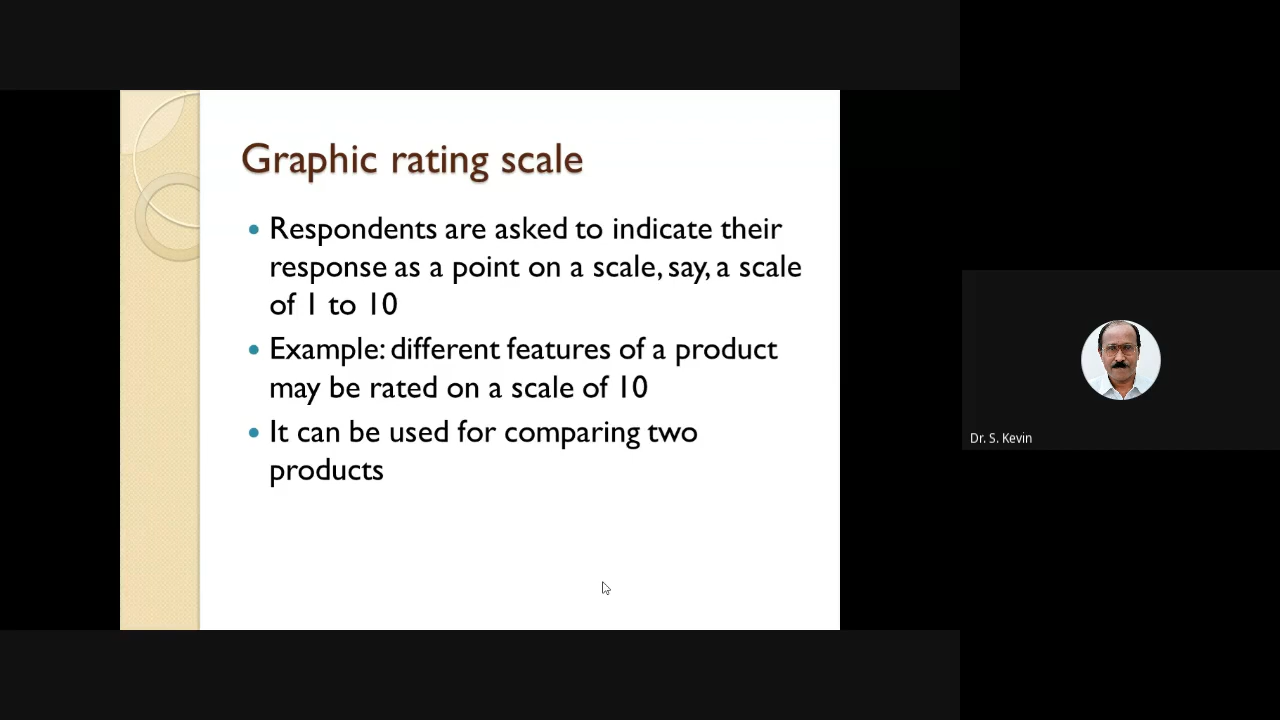 Graphic rating scale
• Respondents are asked to indicate their
response as a point on a scale, say, a scale
of 1 to 10
• Example: different features of a product
may be rated on a scale of 10
• It can be used for comparing two
products
Dr. S. Kevin